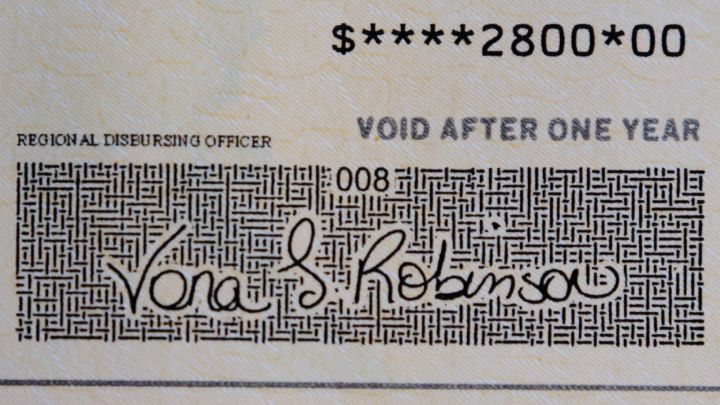 $****2800*00
VOID AFTER ONE YEAR
REGIONAL DISBURSING OFFICER
008
Vona S. Robinson